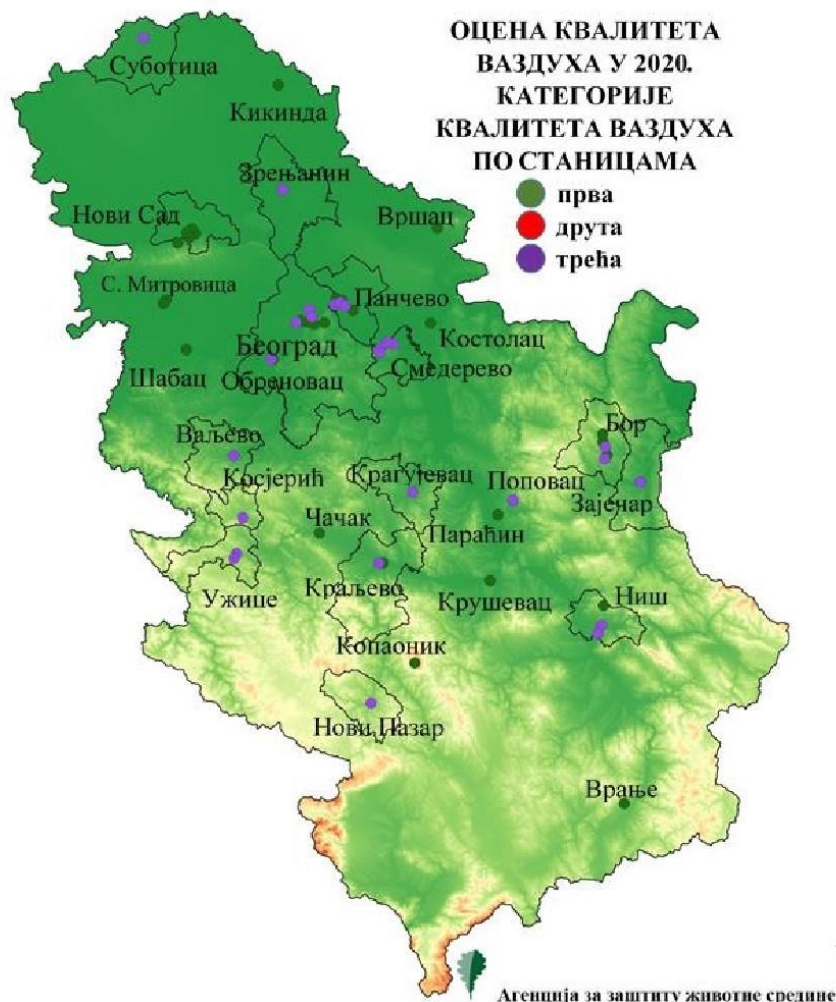 ОЦЕНА КВАЛИТЕТА
ВАЗДУХА У 2020.
КАТЕГОРИЈЕ
КВАЛИТЕТА ВАЗДУХА
ПО СТАНИЦАМА
прва
друта
трећа
Суботица
Кикинда
Зрењанин
Нови Сад
Вршац
С. Митровица
Панчево
Београд
Костолац
Шабац
Обреновац
Смедерево
Ваљево
Бор
Косјерић
Крагујевац
Поповац
Зајечар
Чачак
Параћин
Ужице
Краљево
Крушевац
Ниш
Копаоник
Нови Пазар
Врање
Агенција за заштиту животне средине